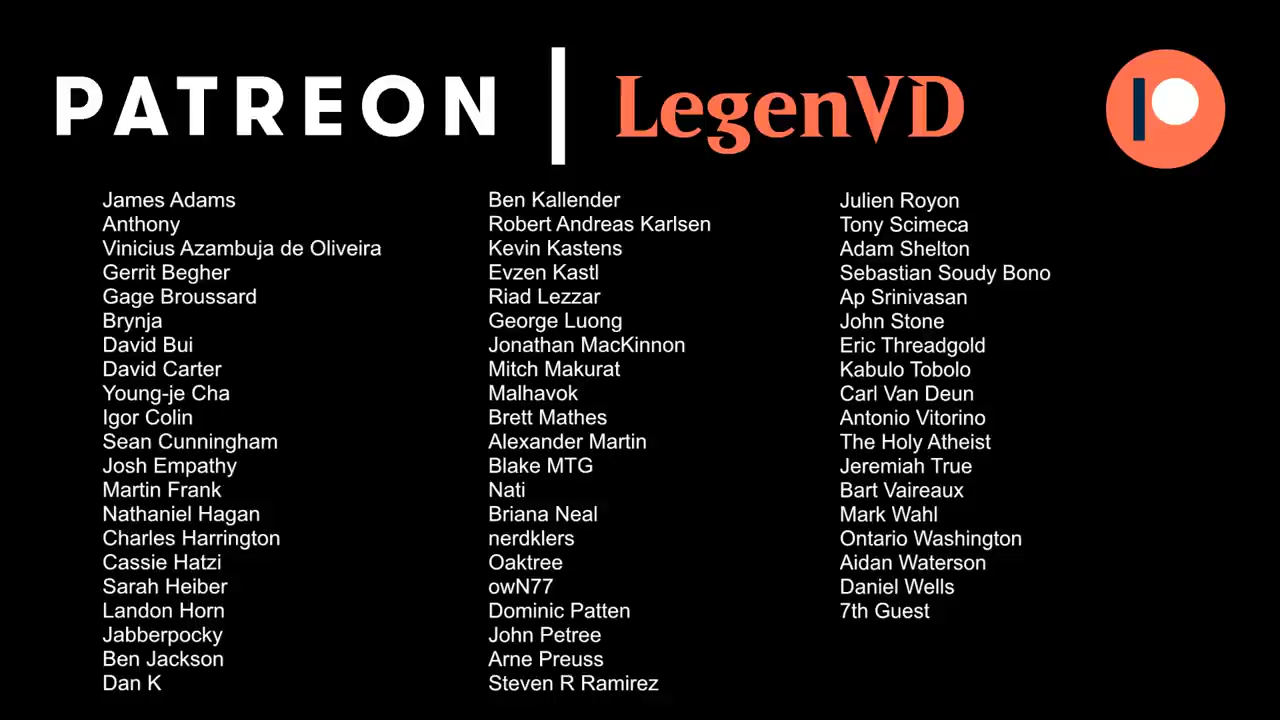 PATREON | LegenVD
James Adams
Anthony
Vinicius Azambuja de Oliveira
Gerrit Begher
Gage Broussard
Brynja
David Bui
David Carter
Young-je Cha
Igor Colin
Sean Cunningham
Josh Empathy
Martin Frank
Nathaniel Hagan
Charles Harrington
Cassie Hatzi
Sarah Heiber
Landon Horn
Jabberpocky
Ben Jackson
Dan K
Ben Kallender
Robert Andreas Karlsen
Kevin Kastens
Evzen Kastl
Riad Lezzar
George Luong
Jonathan MacKinnon
Mitch Makurat
Malhavok
Brett Mathes
Alexander Martin
Blake MTG
Nati
Briana Neal
nerdklers
Oaktree
owN77
Dominic Patten
John Petree
Arne Preuss
Steven R Ramirez
Julien Royon
Tony Scimeca
Adam Shelton
Sebastian Soudy Bono
Ap Srinivasan
John Stone
Eric Threadgold
Kabulo Tobolo
Carl Van Deun
Antonio Vitorino
The Holy Atheist
Jeremiah True
Bart Vaireaux
Mark Wahl
Ontario Washington
Aidan Waterson
Daniel Wells
7th Guest